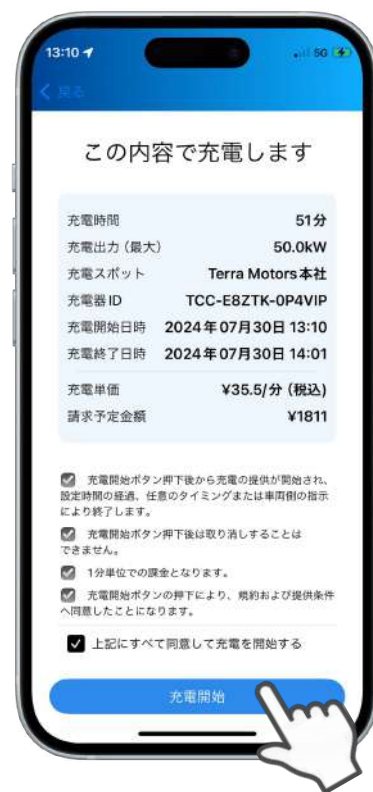 13:10
5G
戻る
この内容で充電します
充電時間 51分
充電出力（最大） 50.0kW
充電スポット Terra Motors本社
充電器ID TCC-E8ZTK-0P4VIP
充電開始日時 2024年07月30日 13:10
充電終了日時 2024年07月30日 14:01
充電単価 ¥35.5/分（税込）
請求予定金額 ¥1811
充電開始ボタン押下後から充電の提供が開始され、
設定時間の経過、任意のタイミングまたは車両側の指示
により終了します。
充電開始ボタン押下後は取り消しすることは
できません。
1分単位での課金となります。
充電開始ボタンの押下により、規約および提供条件
へ同意したことになります。
上記にすべて同意して充電を開始する
充電開始